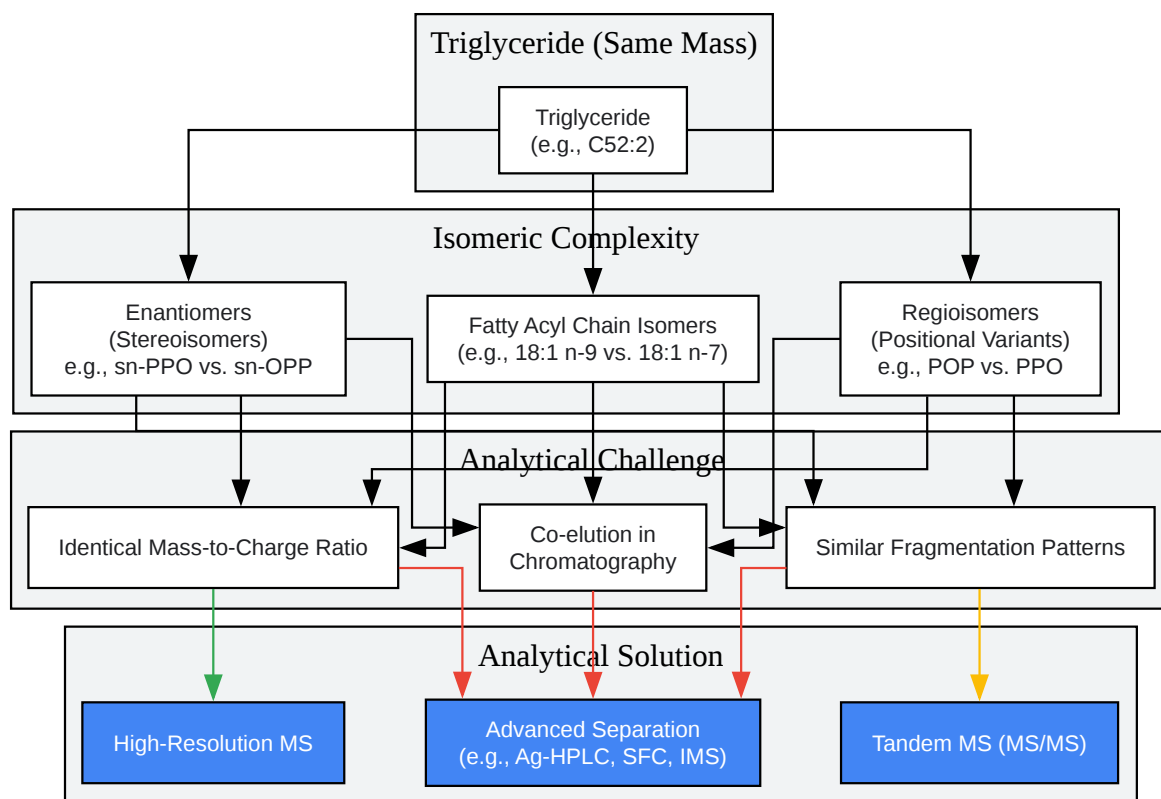 Triglyceride (Same Mass)
Triglyceride
(e.g., C52:2)
Isomeric Complexity
Enantiomers
(Stereoisomers)
e.g., sn-PPO vs. sn-OPP
Fatty Acyl Chain Isomers
(e.g., 18:1 n-9 vs. 18:1 n-7)
Regioisomers
(Positional Variants)
e.g., POP vs. PPO
Analytical Challenge
Identical Mass-to-Charge Ratio
Co-elution in
Chromatography
Similar Fragmentation Patterns
Analytical Solution
High-Resolution MS
Advanced Separation
(e.g., Ag-HPLC, SFC, IMS)
Tandem MS (MS/MS)